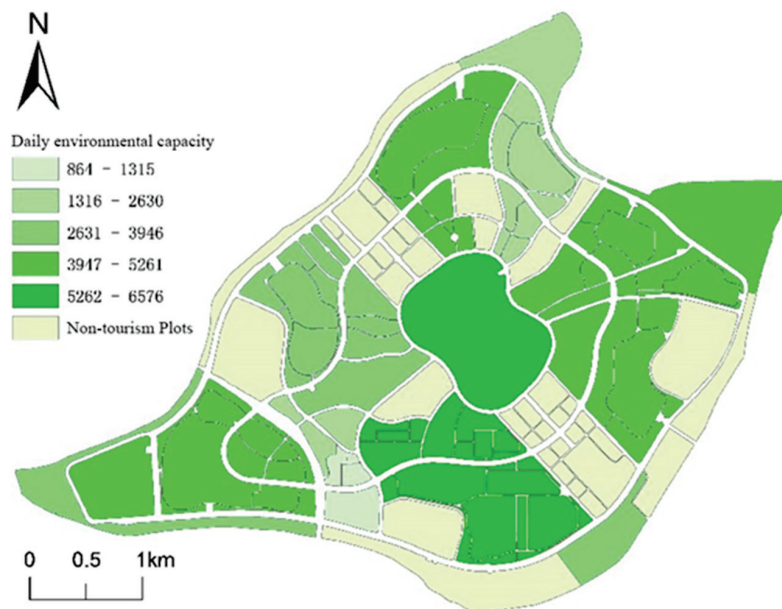 N
Daily environmental capacity
864 - 1315
1316 - 2630
2631 - 3946
3947 - 5261
5262 - 6576
Non-tourism Plots
0 0.5 1km